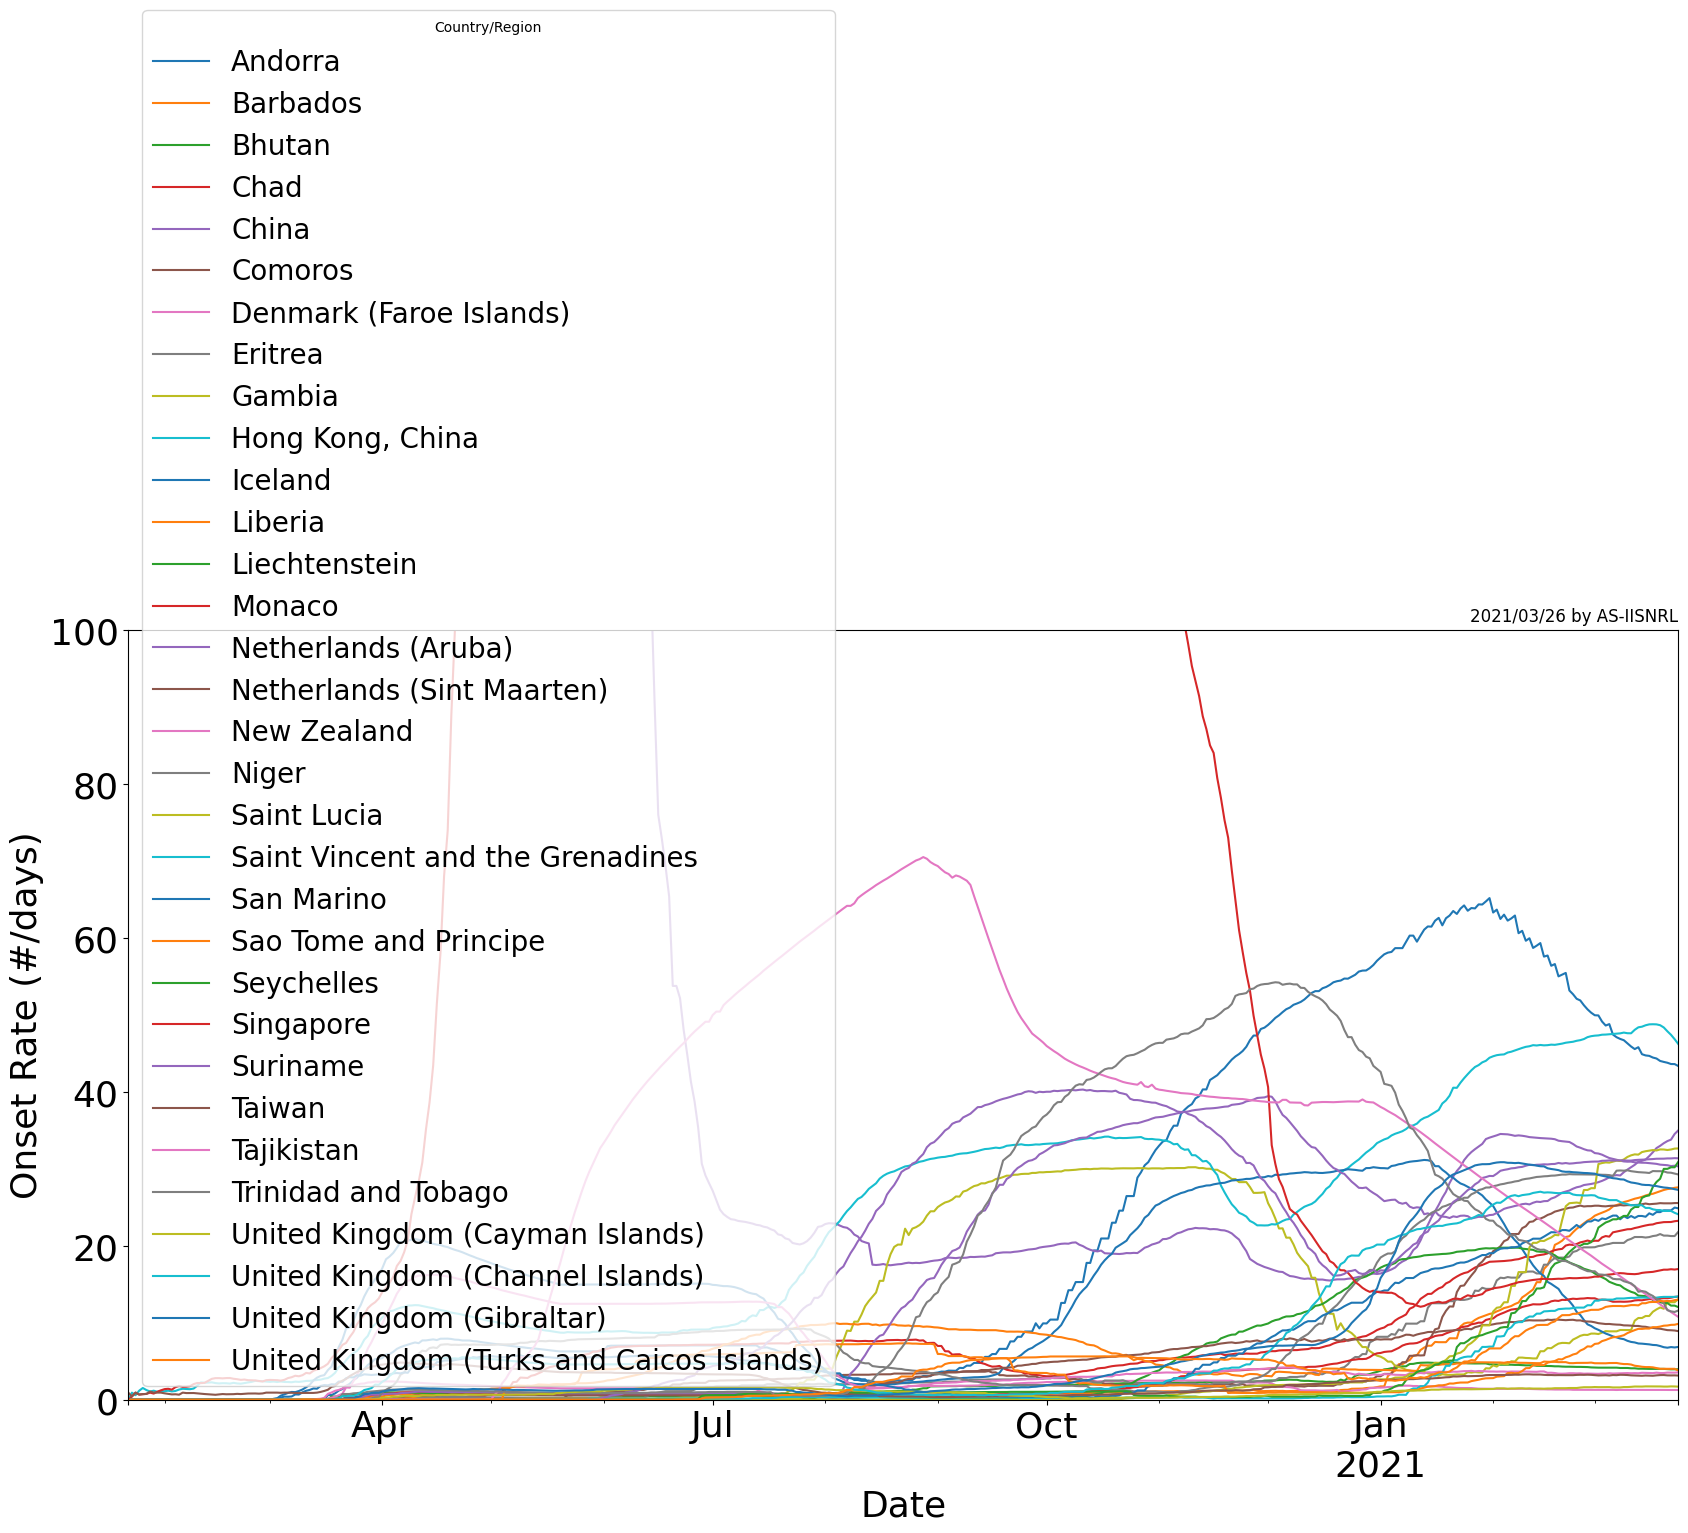 Country/Region
Andorra
Barbados
Bhutan
Chad
China
Comoros
Denmark (Faroe Islands)
Eritrea
Gambia
Hong Kong, China
Iceland
Liberia
Liechtenstein
Monaco
Netherlands (Aruba)
Netherlands (Sint Maarten)
New Zealand
Niger
Saint Lucia
Saint Vincent and the Grenadines
San Marino
Sao Tome and Principe
Seychelles
Singapore
Suriname
Taiwan
Tajikistan
Trinidad and Tobago
United Kingdom (Cayman Islands)
United Kingdom (Channel Islands)
United Kingdom (Gibraltar)
United Kingdom (Turks and Caicos Islands)
2021/03/26 by AS-IISNRL
100
80
60
40
20
0
Onset Rate (#/days)
Apr
Jul
Oct
Jan
2021
Date